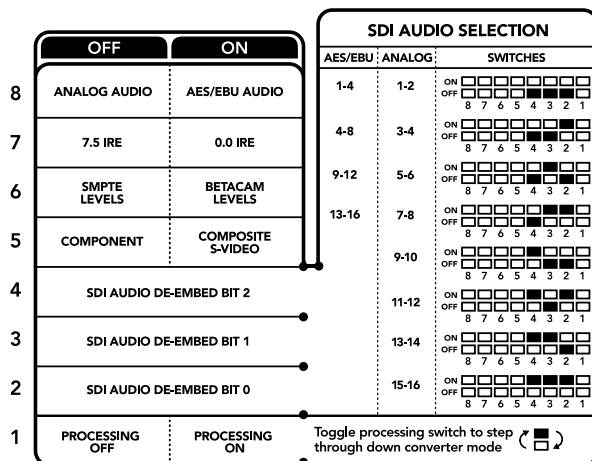 OFF ON
8 ANALOG AUDIO AES/EBU AUDIO
7 7.5 IRE 0.0 IRE
6 SMPTE LEVELS BETACAM LEVELS
5 COMPONENT COMPOSITE S-VIDEO
4 SDI AUDIO DE-EMBED BIT 2
3 SDI AUDIO DE-EMBED BIT 1
2 SDI AUDIO DE-EMBED BIT 0
1 PROCESSING OFF PROCESSING ON
SDI AUDIO SELECTION
AES/EBU ANALOG SWITCHES
1-4 1-2 ON
OFF
8 7 6 5 4 3 2 1
4-8 3-4 ON
OFF
8 7 6 5 4 3 2 1
9-12 5-6 ON
OFF
8 7 6 5 4 3 2 1
13-16 7-8 ON
OFF
8 7 6 5 4 3 2 1
9-10 ON
OFF
8 7 6 5 4 3 2 1
11-12 ON
OFF
8 7 6 5 4 3 2 1
13-14 ON
OFF
8 7 6 5 4 3 2 1
15-16 ON
OFF
8 7 6 5 4 3 2 1
Toggle processing switch to step
through down converter mode